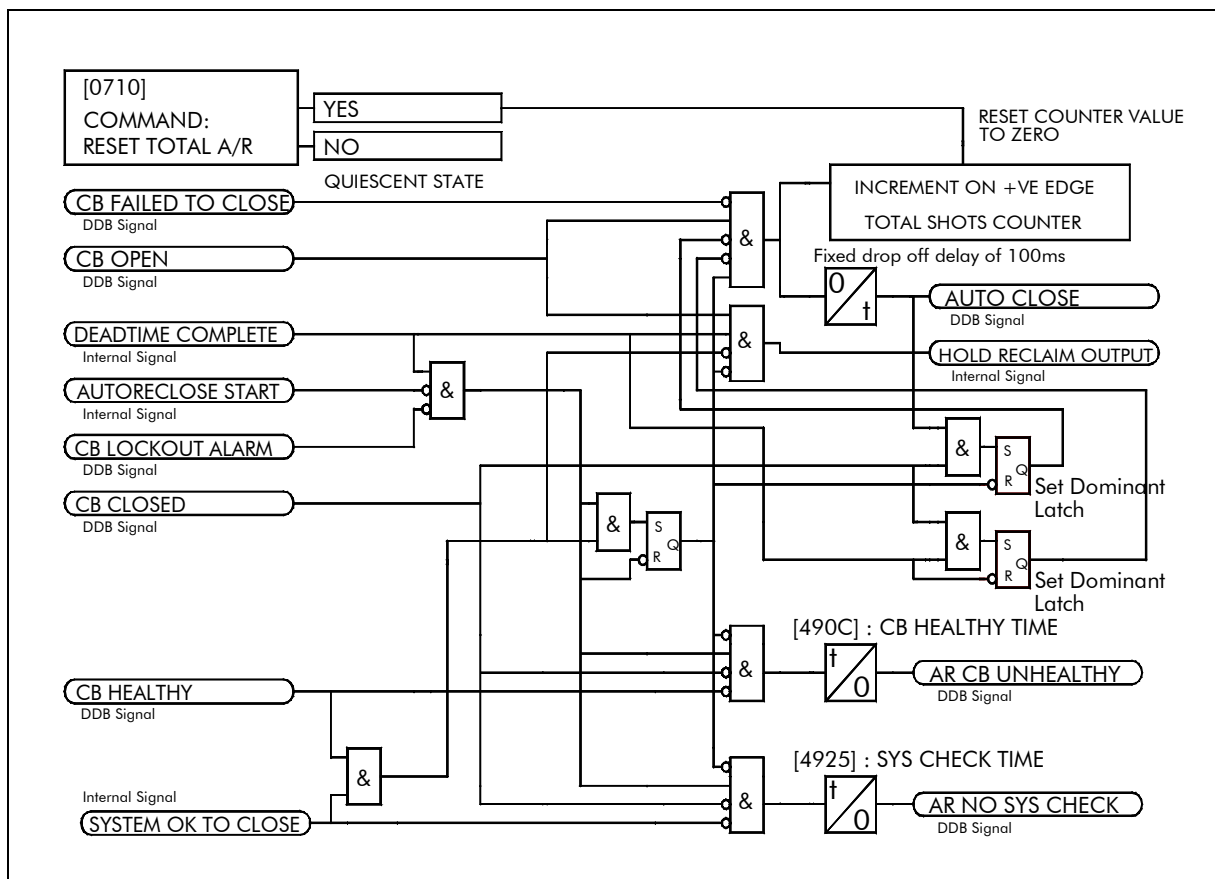 [0710]
COMMAND:
RESET TOTAL A/R
YES
NO
QUIESCENT STATE
RESET COUNTER VALUE
TO ZERO
INCREMENT ON +VE EDGE
TOTAL SHOTS COUNTER
CB FAILED TO CLOSE
DDB Signal
CB OPEN
DDB Signal
&
Fixed drop off delay of 100ms
0
t
AUTO CLOSE
DDB Signal
DEADTIME COMPLETE
Internal Signal
&
HOLD RECLAIM OUTPUT
Internal Signal
AUTORECLOSE START
Internal Signal
&
CB LOCKOUT ALARM
DDB Signal
CB CLOSED
DDB Signal
&
S
Q
R
Set Dominant
Latch
&
S
Q
R
&
S
Q
R
Set Dominant
Latch
[490C] : CB HEALTHY TIME
&
t
0
AR CB UNHEALTHY
DDB Signal
CB HEALTHY
DDB Signal
&
[4925] : SYS CHECK TIME
&
t
0
AR NO SYS CHECK
DDB Signal
Internal Signal
SYSTEM OK TO CLOSE